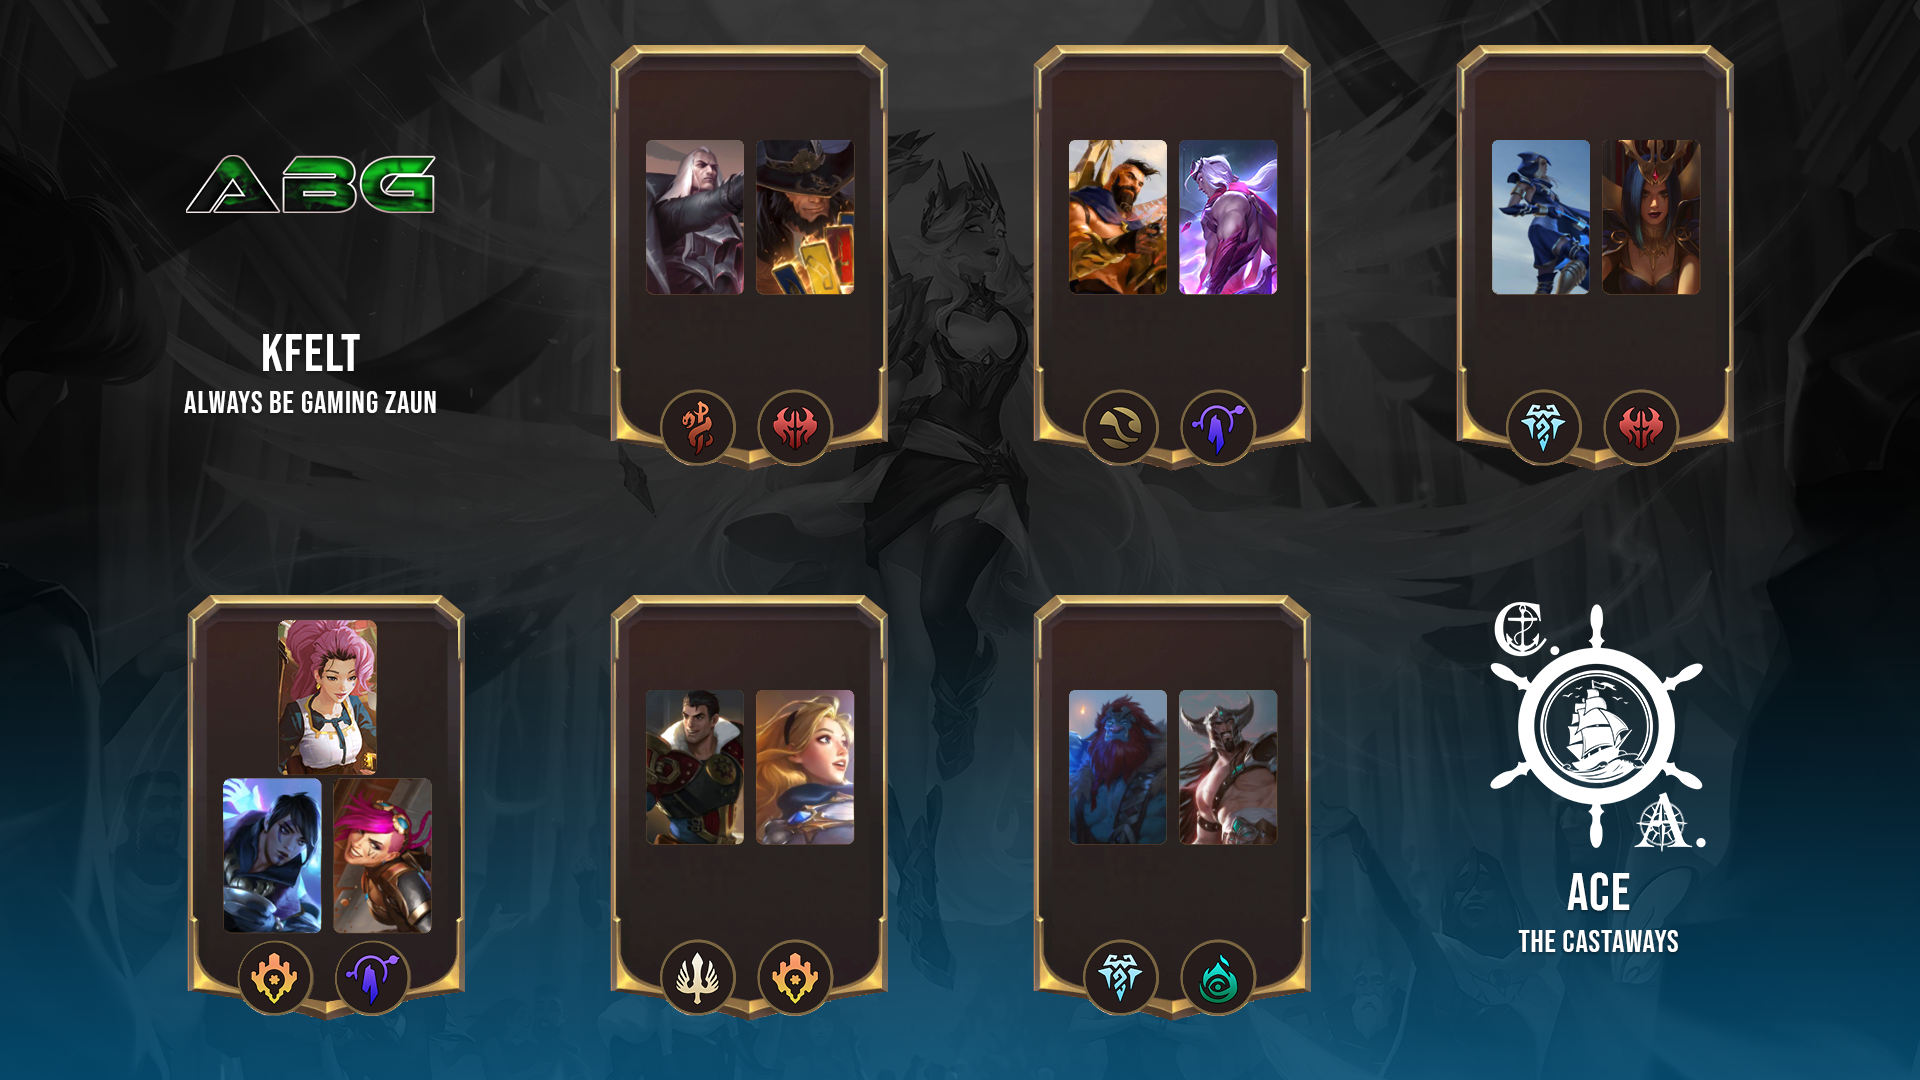 ABG
KFELT
ALWAYS BE GAMING ZAUN
C.
A.
ACE
THE CASTAWAYS